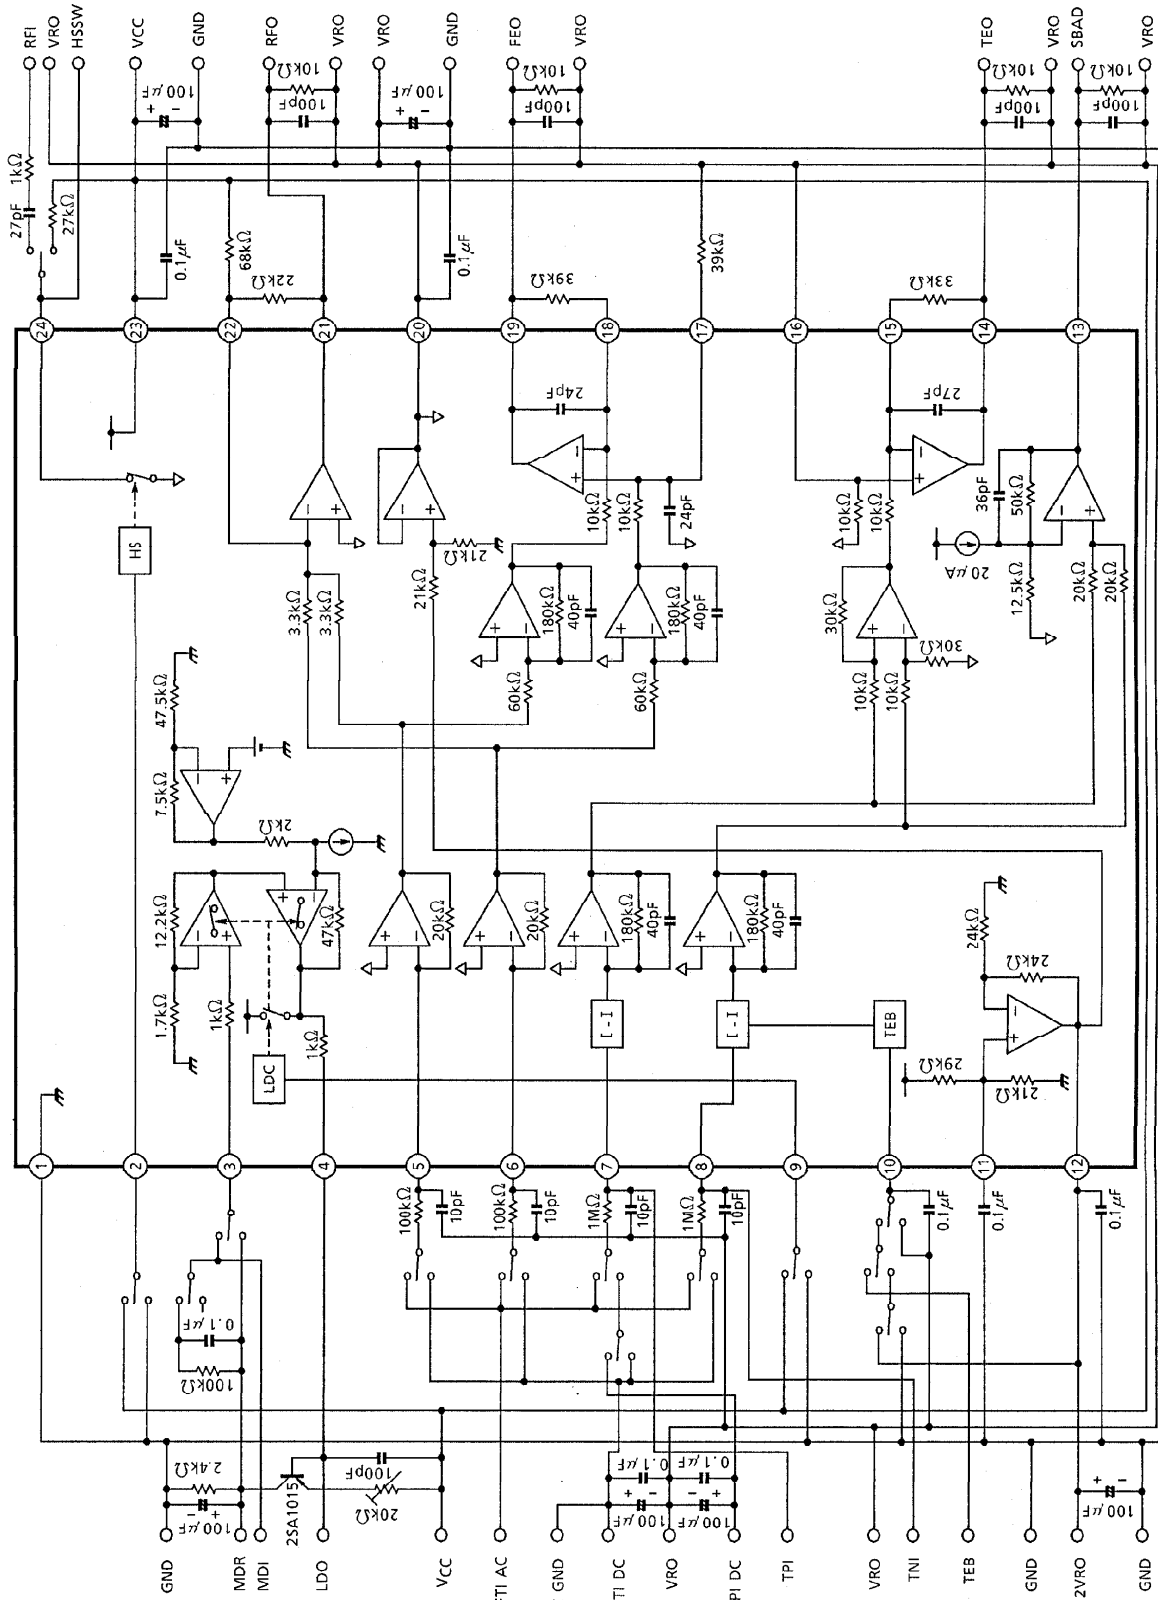 RFI
VRO
HSSW
VCC
GND
RFO
VRO
VRO
GND
FEO
VRO
TEO
VRO
SBAD
VRO
1kΩ
27pF
27kΩ
100μF
+
-
0.1μF
68kΩ
22kΩ
10kΩ
100pF
100μF
+
-
0.1μF
10kΩ
100pF
39kΩ
39kΩ
10kΩ
100pF
33kΩ
10kΩ
100pF
24
23
22
21
20
19
18
17
16
15
14
13
HS
3.3kΩ
3.3kΩ
-
+
-
+
21kΩ
21kΩ
24pF
-
+
10kΩ
10kΩ
24pF
+
-
180kΩ
40pF
60kΩ
+
-
180kΩ
40pF
60kΩ
27pF
-
+
10kΩ
10kΩ
30kΩ
+
-
30kΩ
10kΩ
10kΩ
36pF
50kΩ
20μA
12.5kΩ
-
+
20kΩ
20kΩ
47.5kΩ
7.5kΩ
-
+
2kΩ
12.2kΩ
1.7kΩ
-
+
1kΩ
+
-
47kΩ
LDC
1kΩ
+
-
20kΩ
+
-
20kΩ
+
-
180kΩ
40pF
[-I
+
-
180kΩ
40pF
[-I
TEB
24kΩ
24kΩ
-
+
29kΩ
21kΩ
1
2
3
4
5
6
7
8
9
10
11
12
100kΩ
10pF
100kΩ
10pF
1MΩ
10pF
1MΩ
10pF
0.1μF
0.1μF
0.1μF
0.1μF
100kΩ
2.4kΩ
100μF
-
+
2SA1015
100pF
20kΩ
0.1μF
0.1μF
100μF
+
-
100μF
-
+
100μF
+
-
GND
MDR
MDI
LDO
VCC
FTI AC
GND
TI DC
VRO
PI DC
TPI
VRO
TNI
TEB
GND
2VRO
GND